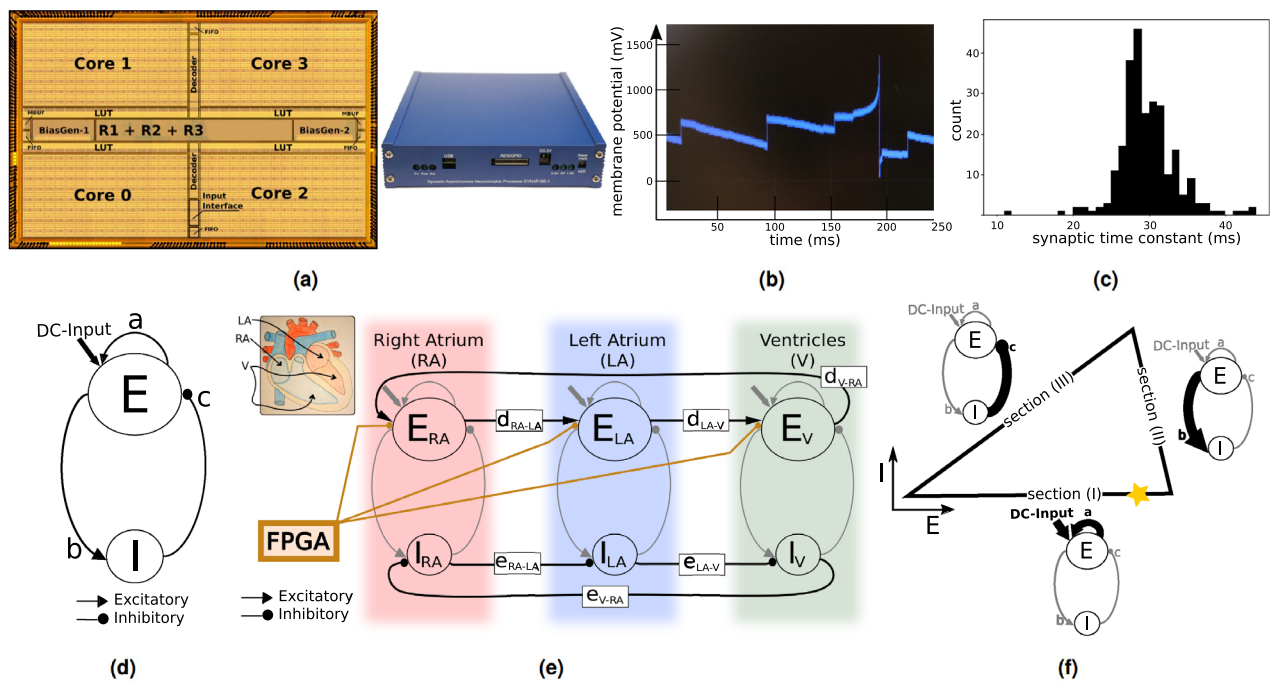 FIFO
Core 1
Core 3
Decoder
MBUF
LUT
LUT
MBUF
BiasGen-1
R1 + R2 + R3
BiasGen-2
FIFO
LUT
LUT
FIFO
Core 0
Decoder
Core 2
Input
Interface
FIFO
USB
AER/GPIO
DC 5V
(a)
membrane potential (mV)
1500
1000
500
0
50
100
150
200
250
time (ms)
(b)
count
40
30
20
10
0
10
20
30
40
synaptic time constant (ms)
(c)
DC-Input
a
E
c
b
I
Excitatory
Inhibitory
(d)
LA
RA
V
Right Atrium
(RA)
Left Atrium
(LA)
Ventricles
(V)
dV-RA
ERA
dRA-LA
ELA
dLA-V
EV
FPGA
IRA
eRA-LA
ILA
eLA-V
IV
eV-RA
Excitatory
Inhibitory
(e)
DC-Input
a
E
c
b
I
section (III)
section (II)
DC-Input
a
E
c
b
I
I
E
section (I)
DC-Input
a
E
c
b
I
(f)